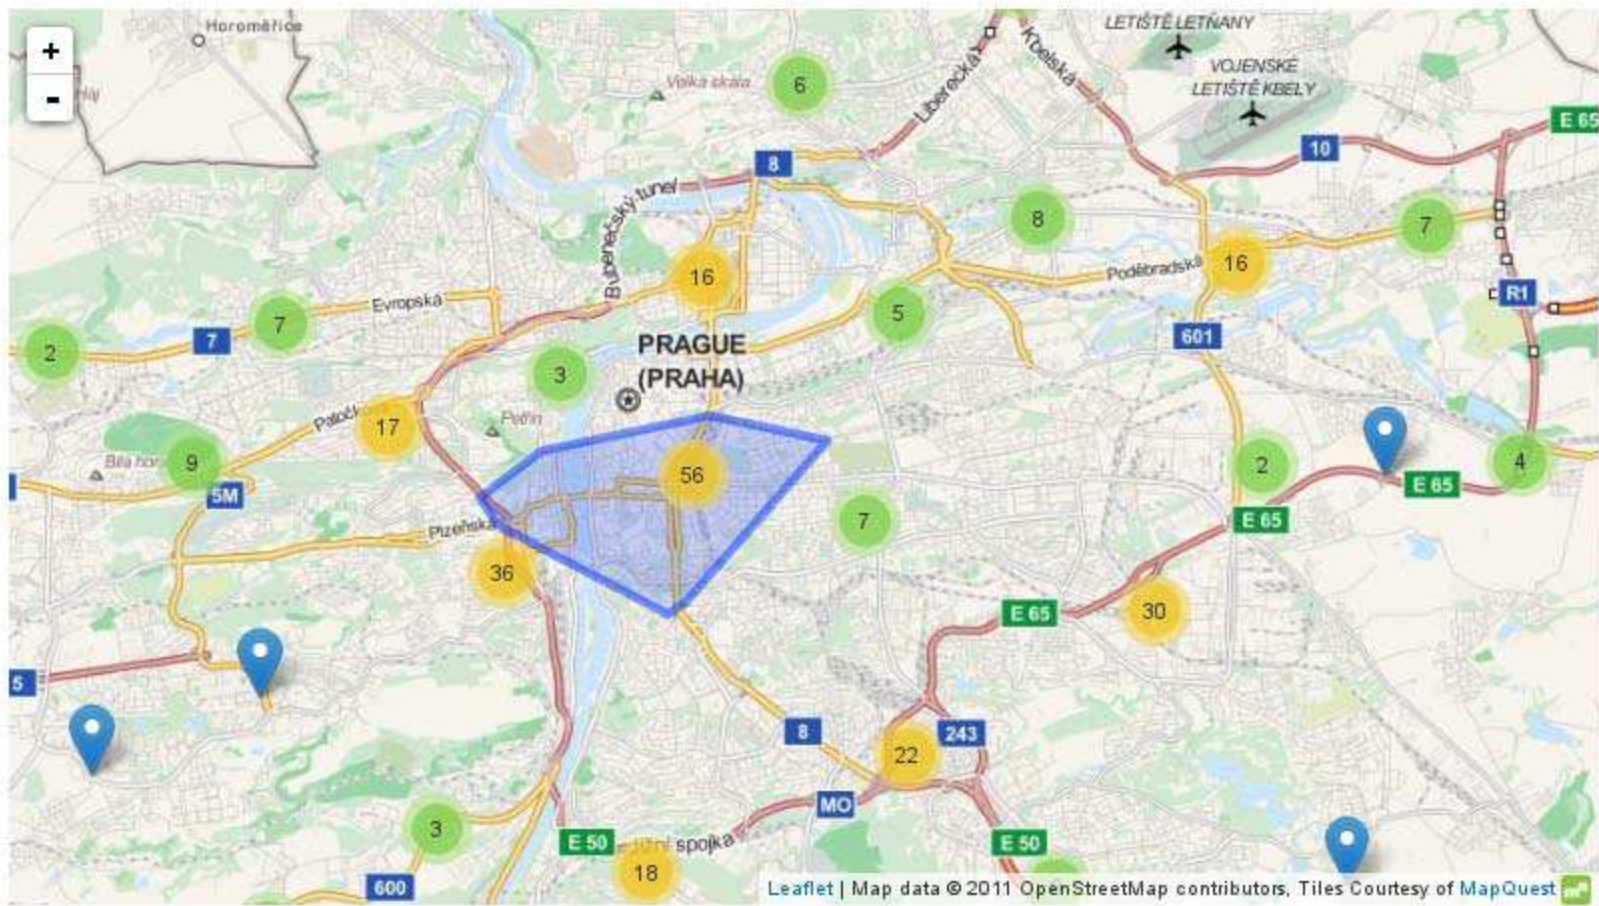 +
-
Horoměřice
LETIŠTĚ LETŇANY
Kbelská
VOJENSKÉ
LETIŠTĚ KBELY
Velká skála
6
Liberecká
E 65
10
8
Bubenečský tunel
8
7
16
16
Poděbradská
R1
Evropská
7
5
7
2
601
PRAGUE
(PRAHA)
3
Petřín
17
9
56
2
4
E 65
5M
E 65
7
Plzeňská
36
E 65
30
5
8
243
22
MO
3
E 50
spojka
E 50
18
600
Leaflet | Map data © 2011 OpenStreetMap contributors, Tiles Courtesy of MapQuest